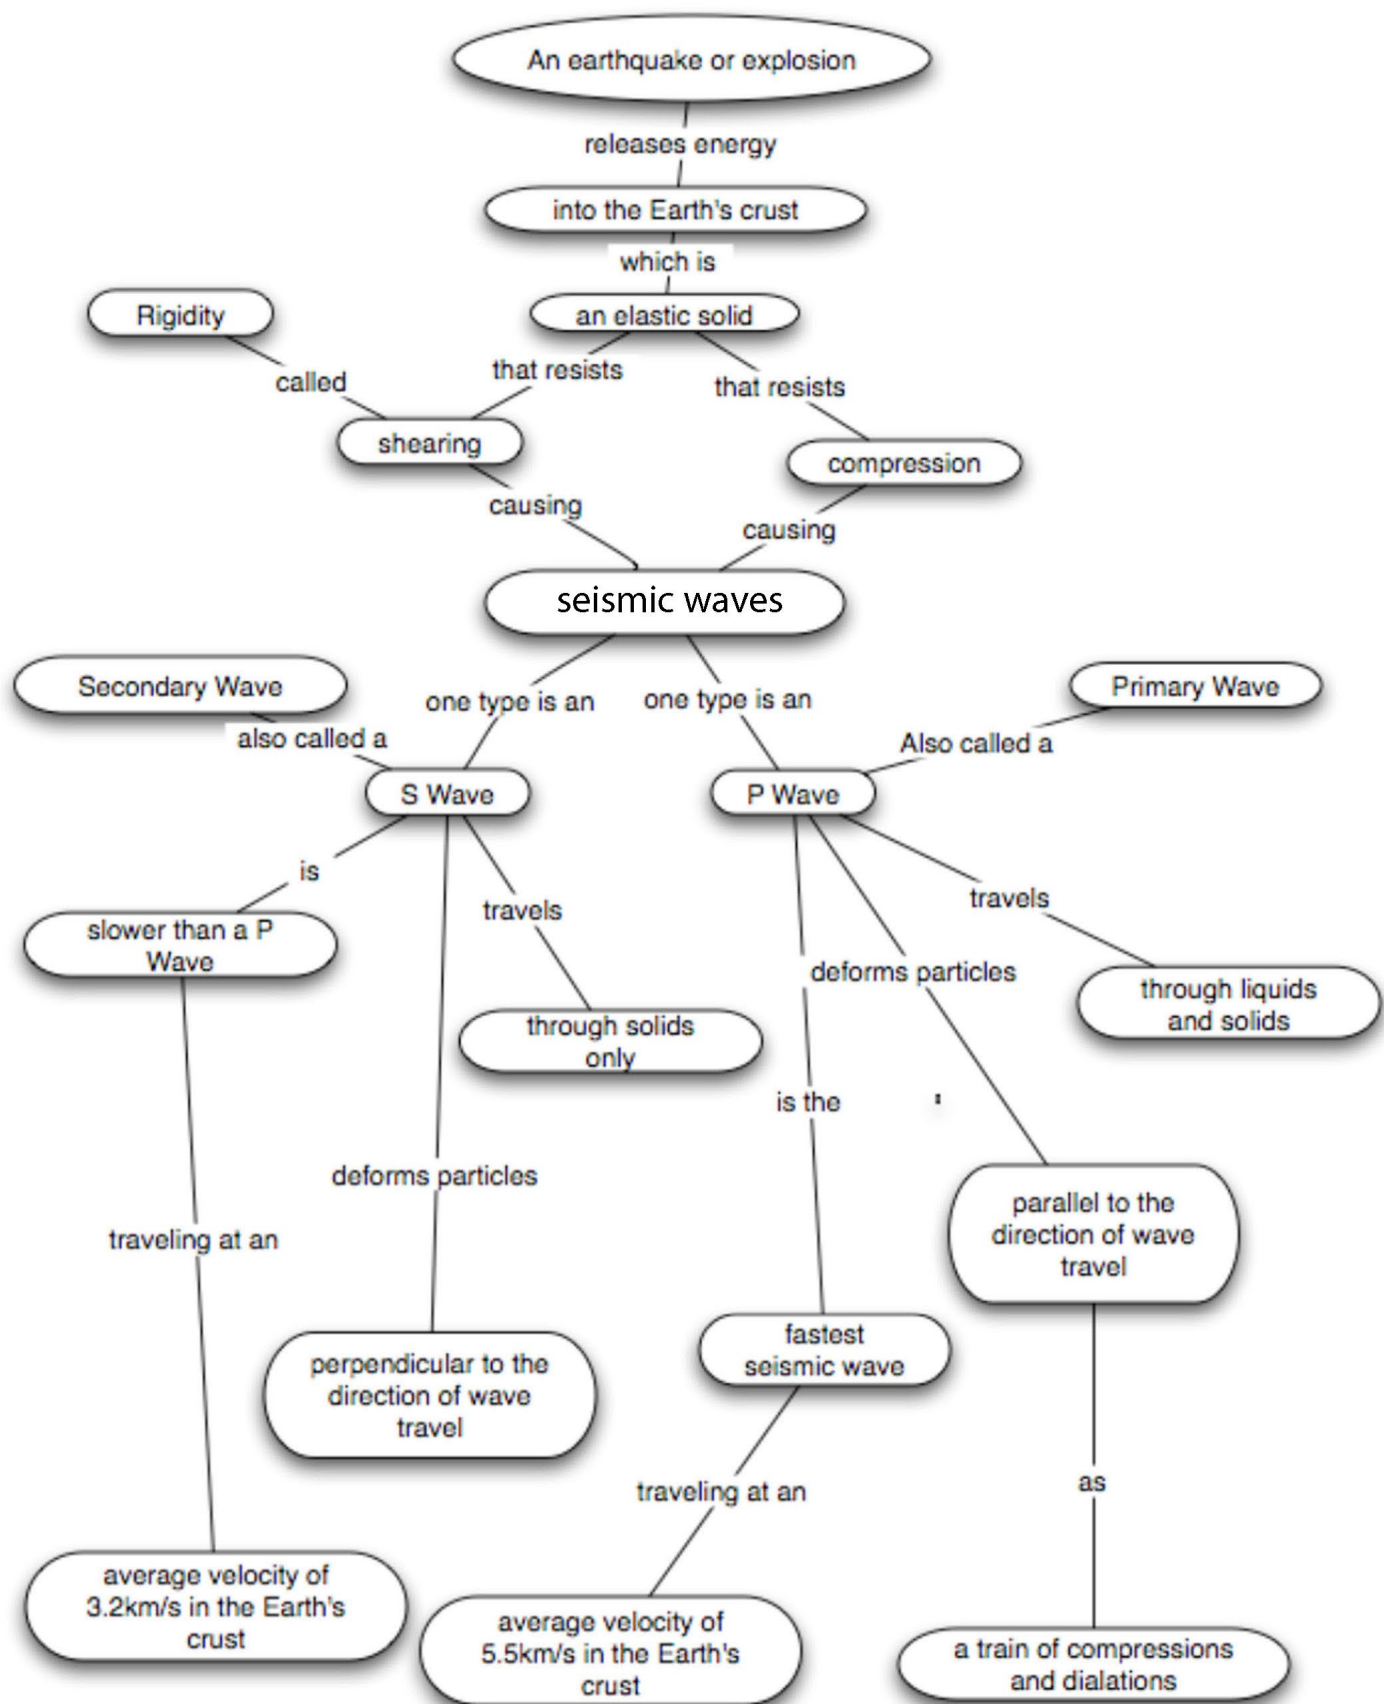 An earthquake or explosion
releases energy
into the Earth's crust
which is
Rigidity
an elastic solid
called
that resists
that resists
shearing
compression
causing
causing
seismic waves
Secondary Wave
one type is an
one type is an
Primary Wave
also called a
Also called a
S Wave
P Wave
is
travels
travels
slower than a P
Wave
deforms particles
through liquids
and solids
through solids
only
is the
deforms particles
traveling at an
parallel to the
direction of wave
travel
perpendicular to the
direction of wave
travel
fastest
seismic wave
traveling at an
as
average velocity of
3.2km/s in the Earth's
crust
average velocity of
5.5km/s in the Earth's
crust
a train of compressions
and dialations